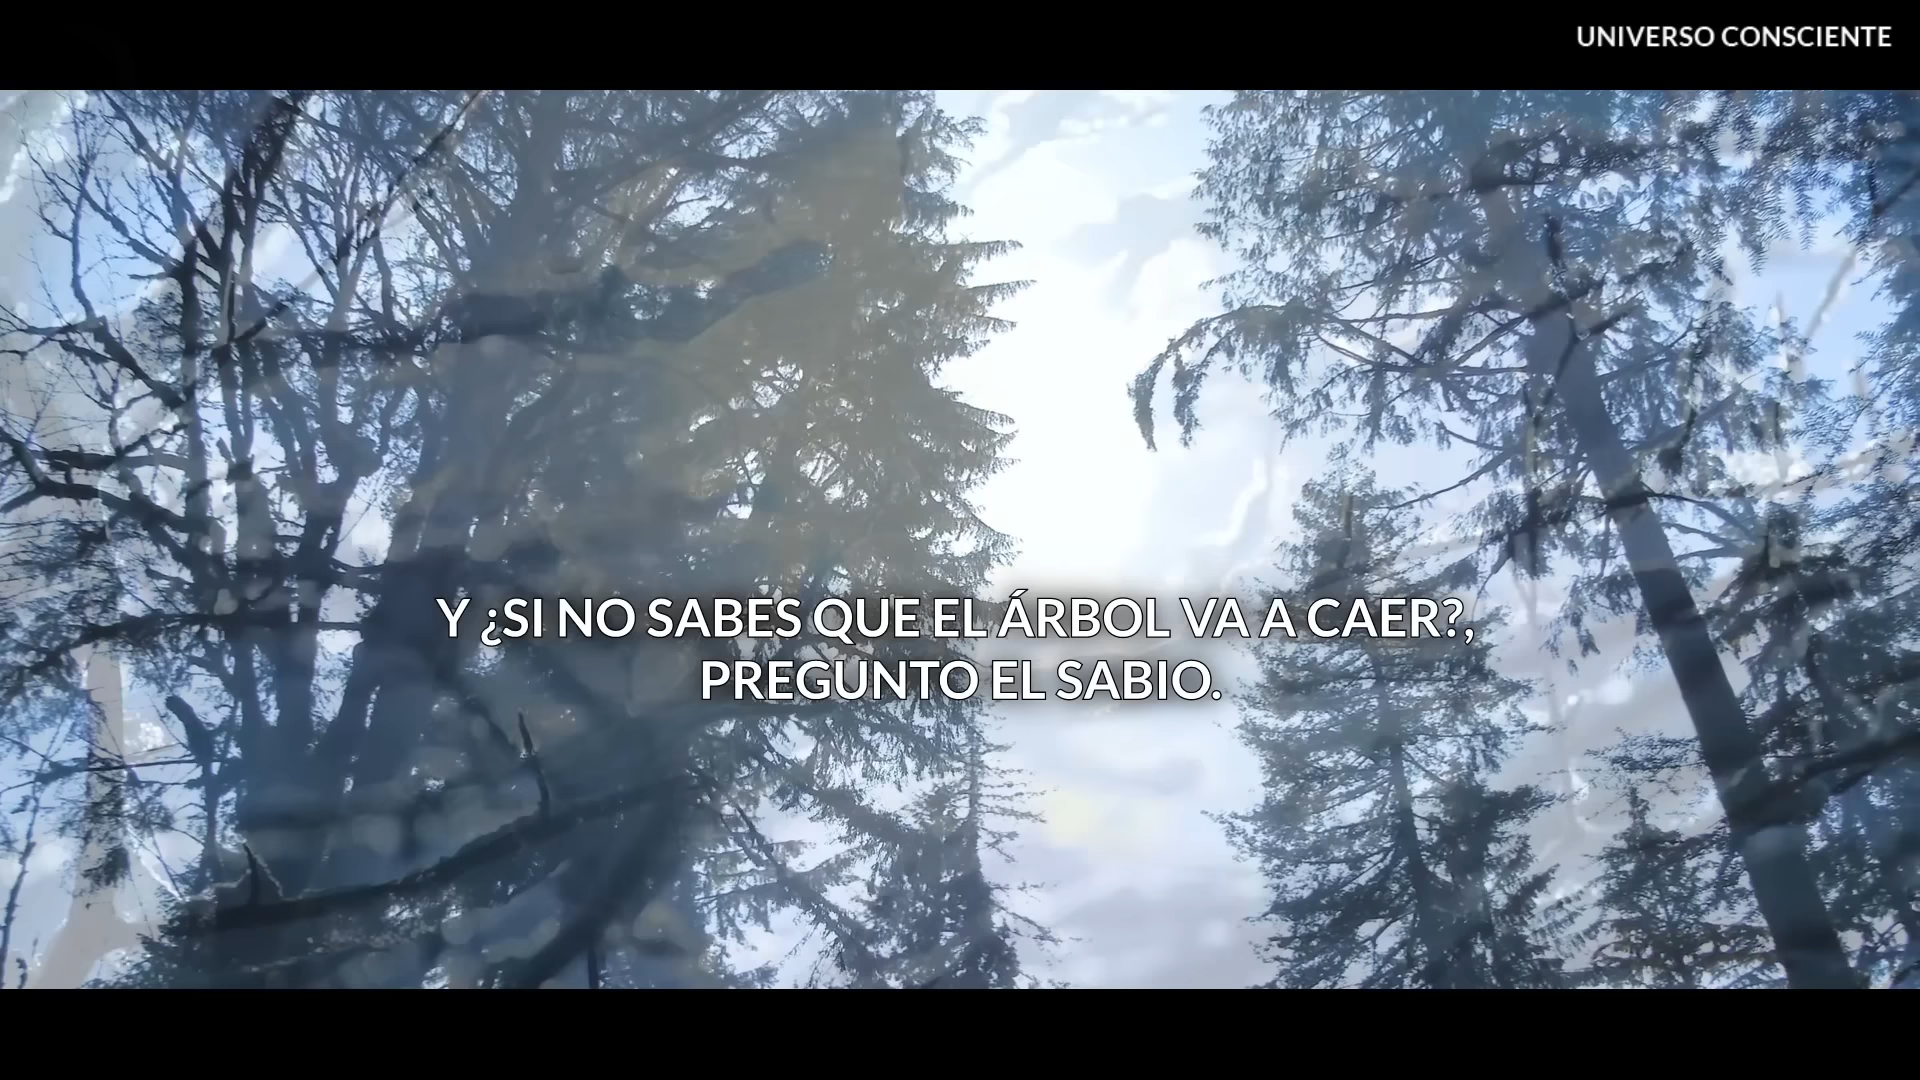 UNIVERSO CONSCIENTE
Y ¿SI NO SABES QUE EL ÁRBOL VA A CAER?,
PREGUNTO EL SABIO.